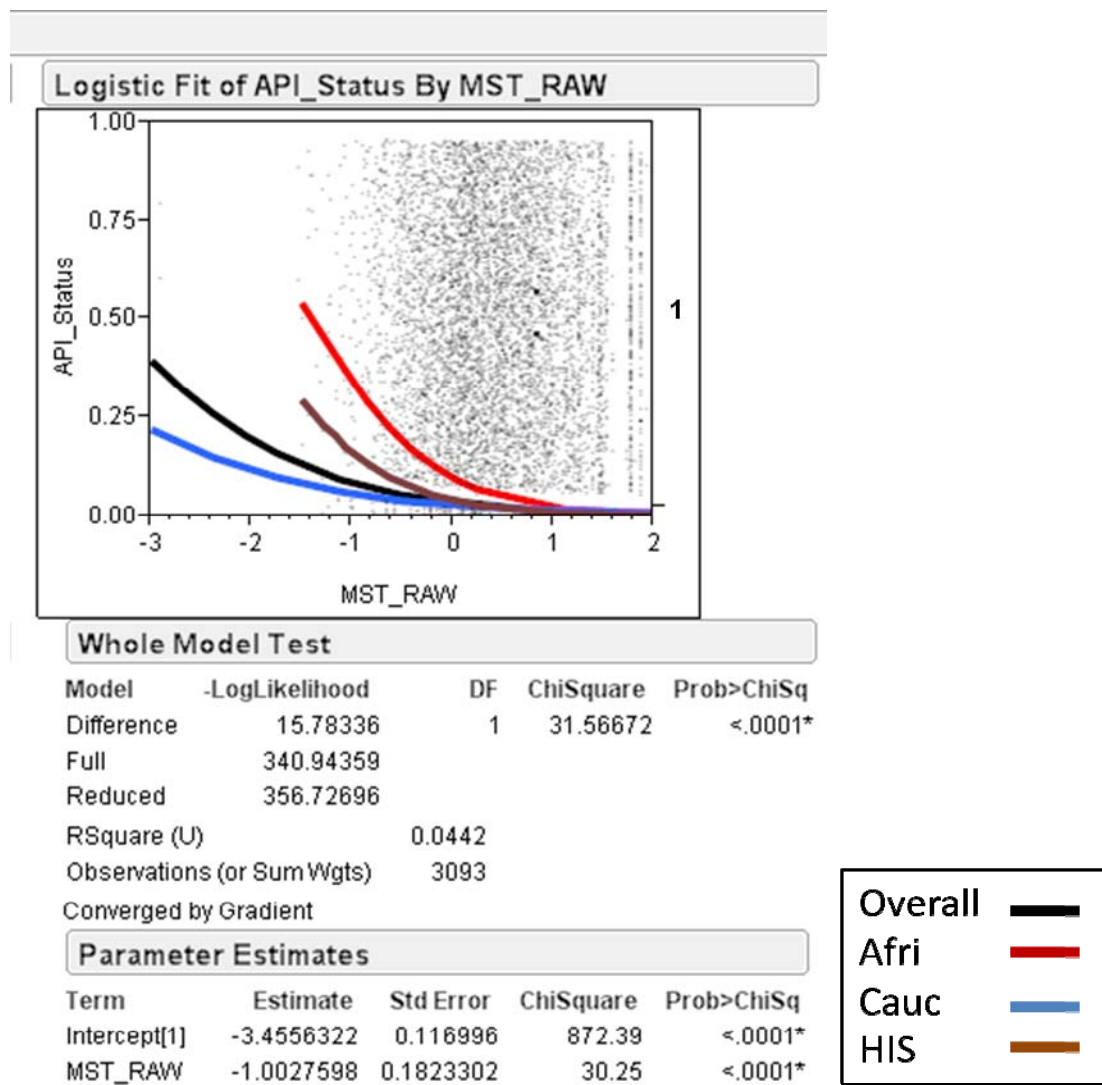 Logistic Fit of API_Status By MST_RAW
1.00
0.75
0.50
0.25
0.00
API_Status
1
-3 -2 -1 0 1 2
MST_RAW
Whole Model Test
Model -LogLikelihood DF ChiSquare Prob>ChiSq
Difference 15.78336 1 31.56672 <.0001*
Full 340.94359
Reduced 356.72696
RSquare (U) 0.0442
Observations (or Sum Wgts) 3093
Converged by Gradient
Parameter Estimates
Term Estimate Std Error ChiSquare Prob>ChiSq
Intercept[1] -3.4556322 0.116996 872.39 <.0001*
MST_RAW -1.0027598 0.1823302 30.25 <.0001*
Overall
Afri
Cauc
HIS